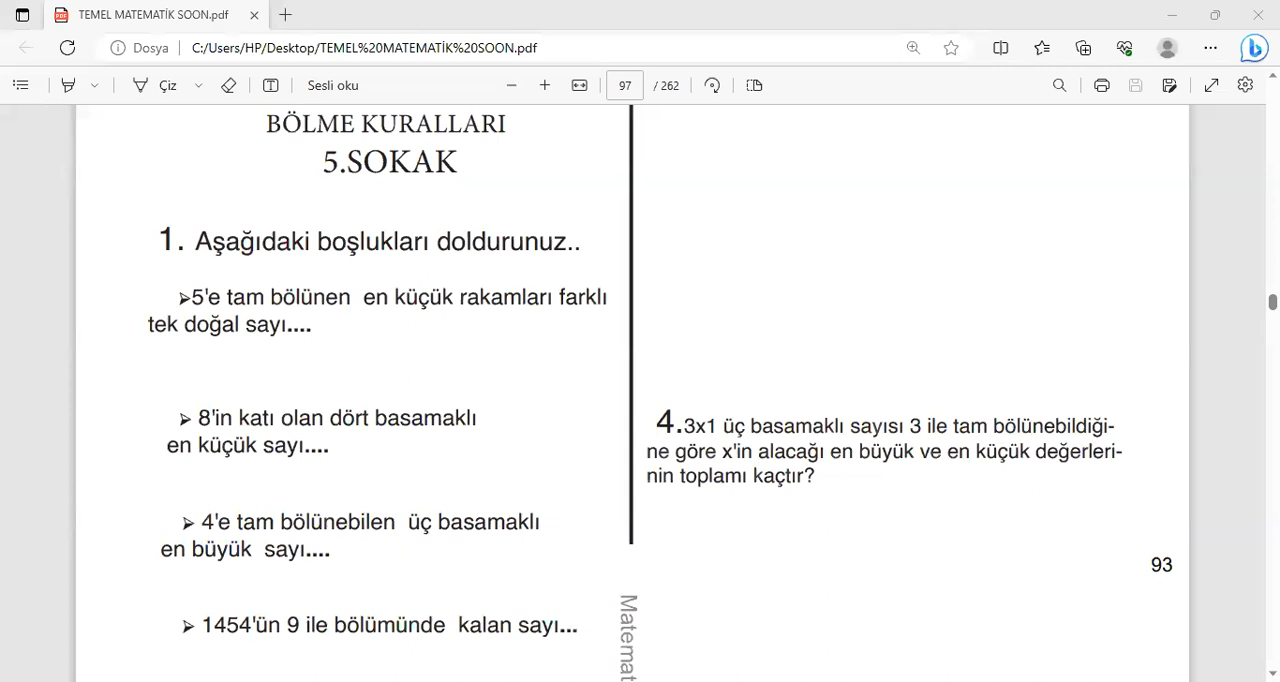 TEMEL MATEMATİK SOON.pdf
Dosya
C:/Users/HP/Desktop/TEMEL%20MATEMATİK%20SOON.pdf
Çiz
Sesli oku
97 / 262
BÖLME KURALLARI
5.SOKAK
1. Aşağıdaki boşlukları doldurunuz..
➢5'e tam bölünen en küçük rakamları farklı
tek doğal sayı....
➢ 8'in katı olan dört basamaklı
en küçük sayı....
➢ 4'e tam bölünebilen üç basamaklı
en büyük sayı....
➢ 1454'ün 9 ile bölümünde kalan sayı...
4.3x1 üç basamaklı sayısı 3 ile tam bölünebildiği-
ne göre x'in alacağı en büyük ve en küçük değerleri-
nin toplamı kaçtır?
93
Matemat